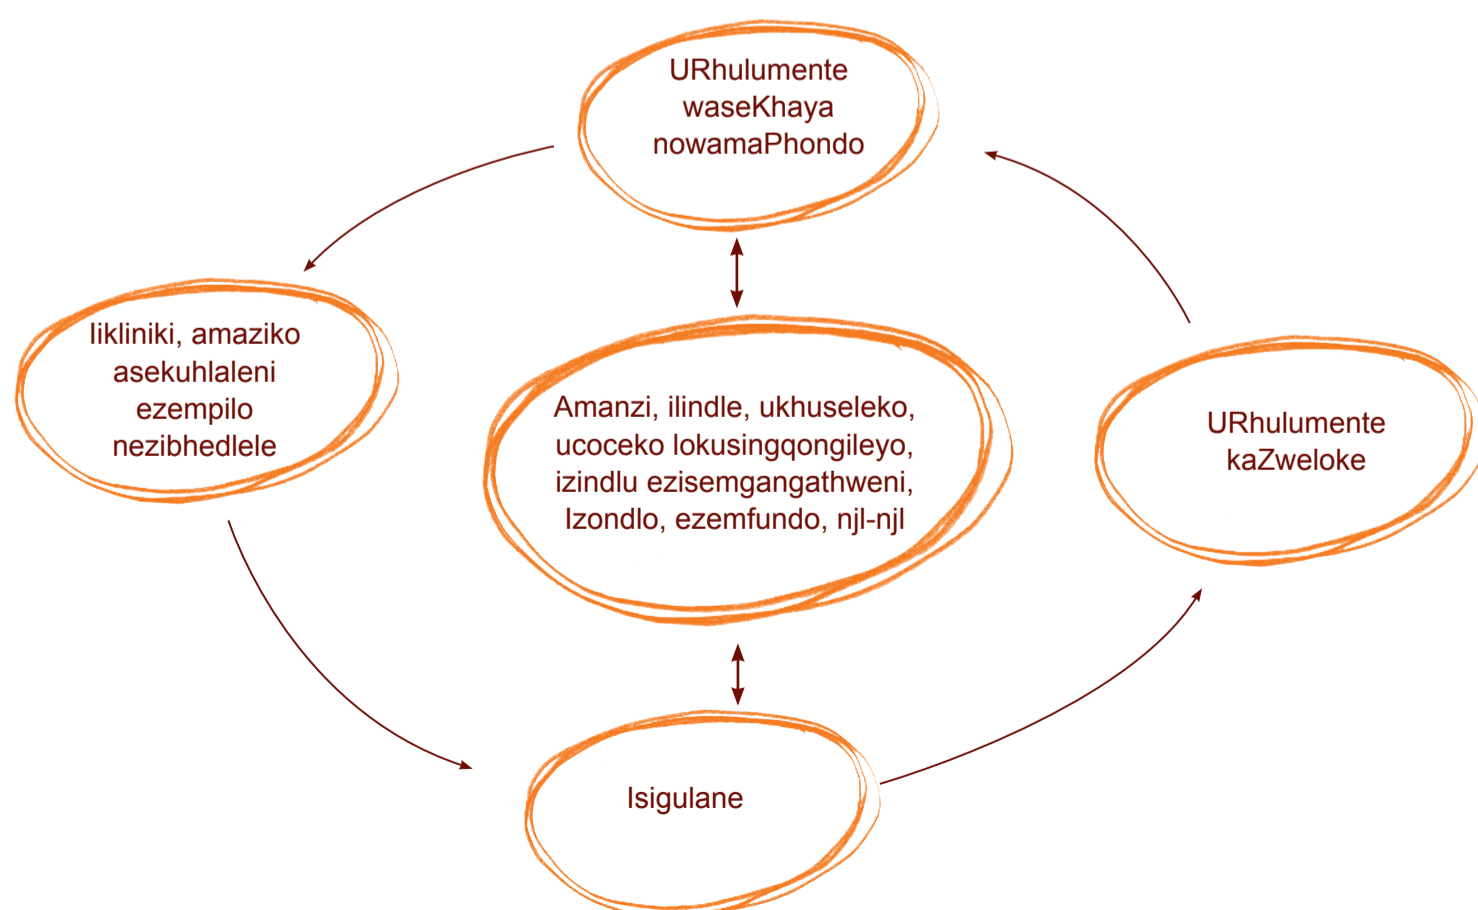 URhulumente
waseKhaya
nowamaPhondo
Iikliniki, amaziko
asekuhlaleni
ezempilo
nezibhedlele
Amanzi, ilindle, ukhuseleko,
ucoceko lokusingqongileyo,
izindlu ezisemgangathweni,
Izondlo, ezemfundo, njl-njl
URhulumente
kaZweloke
Isigulane